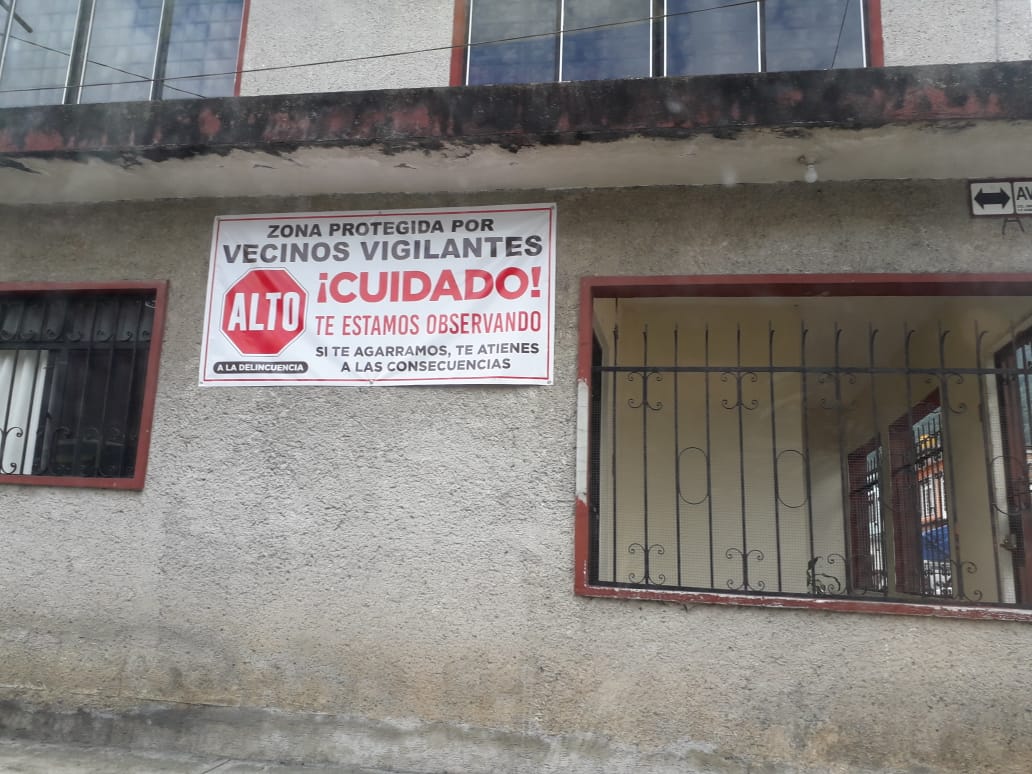 ZONA PROTEGIDA POR
VECINOS VIGILANTES
ALTO
A LA DELINCUENCIA
¡CUIDADO!
TE ESTAMOS OBSERVANDO
SI TE AGARRAMOS, TE ATIENES
A LAS CONSECUENCIAS
AV